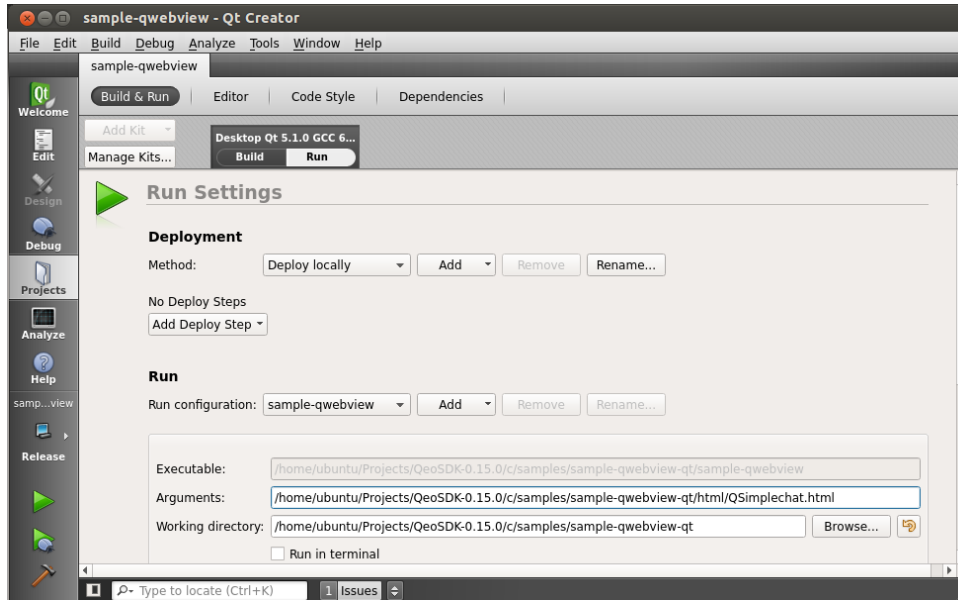 sample-qwebview - Qt Creator
File Edit Build Debug Analyze Tools Window Help
sample-qwebview
Build & Run Editor Code Style Dependencies
Qt
Welcome
Edit
Design
Debug
Projects
Analyze
Help
samp...view
Release
Add Kit
Manage Kits...
Desktop Qt 5.1.0 GCC 6...
Build Run
Run Settings
Deployment
Method: Deploy locally Add Remove Rename...
No Deploy Steps
Add Deploy Step
Run
Run configuration: sample-qwebview Add Remove Rename...
Executable: /home/ubuntu/Projects/QeoSDK-0.15.0/c/samples/sample-qwebview-qt/sample-qwebview
Arguments: /home/ubuntu/Projects/QeoSDK-0.15.0/c/samples/sample-qwebview-qt/html/QSimplechat.html
Working directory: /home/ubuntu/Projects/QeoSDK-0.15.0/c/samples/sample-qwebview-qt Browse...
Run in terminal
Type to locate (Ctrl+K) 1 Issues